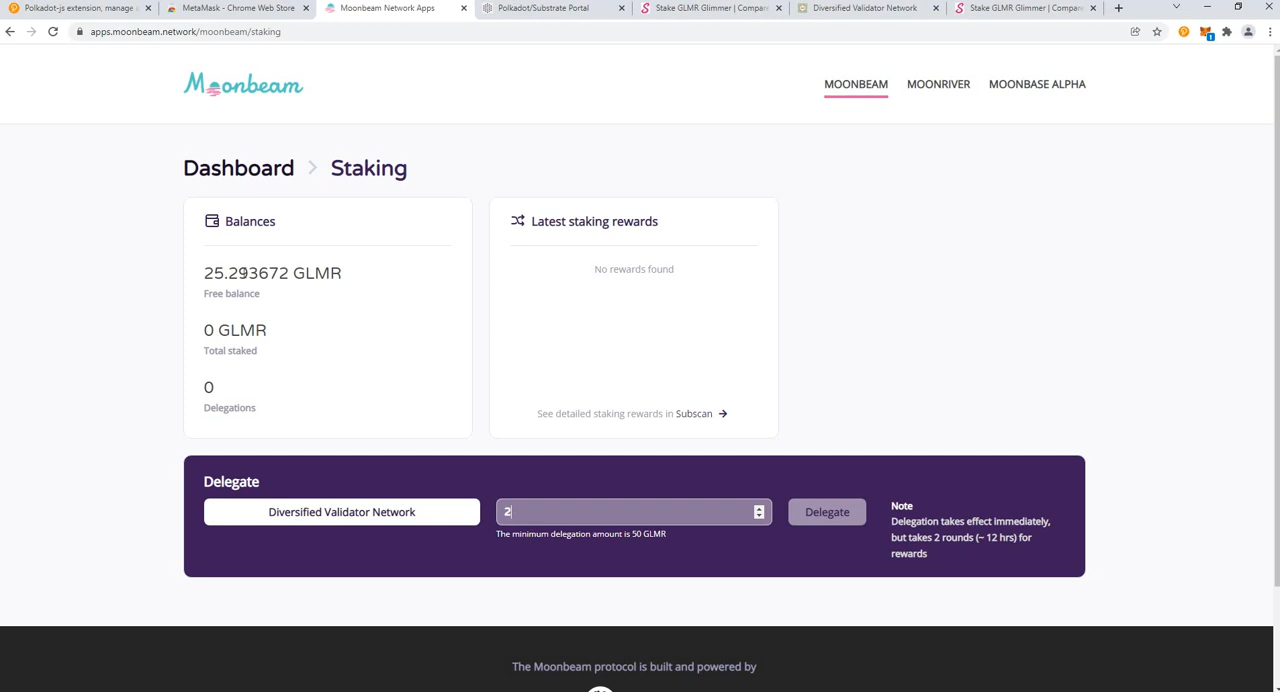 Polkadot-js extension, manage a
MetaMask - Chrome Web Store
Moonbeam Network Apps
Polkadot/Substrate Portal
Stake GLMR Glimmer | Compare
Diversified Validator Network
Stake GLMR Glimmer | Compare
apps.moonbeam.network/moonbeam/staking
1
Moonbeam
MOONBEAM
MOONRIVER
MOONBASE ALPHA
Dashboard
Staking
Balances
25.293672 GLMR
Free balance
0 GLMR
Total staked
0
Delegations
Latest staking rewards
No rewards found
See detailed staking rewards in Subscan
Delegate
Diversified Validator Network
2
The minimum delegation amount is 50 GLMR
Delegate
Note
Delegation takes effect immediately,
but takes 2 rounds (~ 12 hrs) for
rewards
The Moonbeam protocol is built and powered by